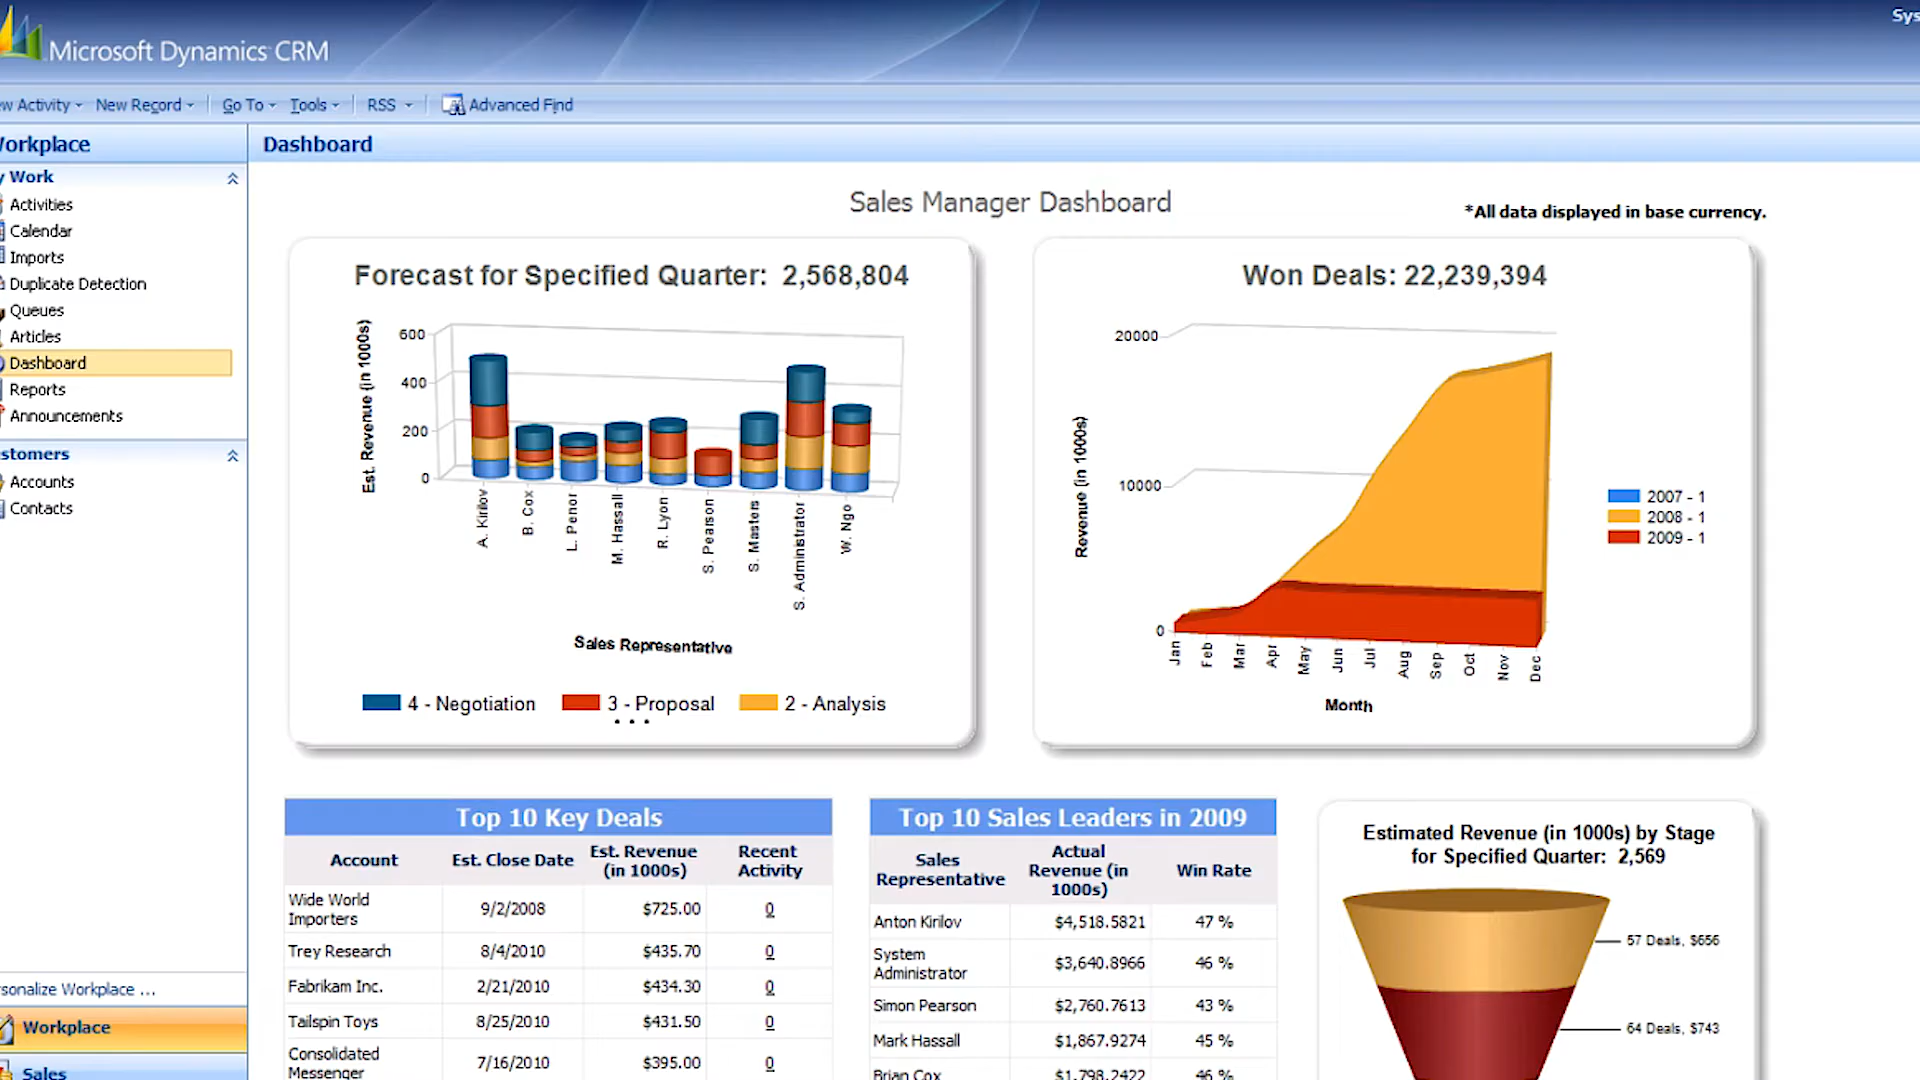 Sys
Microsoft Dynamics CRM
w Activity New Record Go To Tools RSS Advanced Find
orkplace
Dashboard
y Work
Activities
Calendar
Imports
Duplicate Detection
Queues
Articles
Dashboard
Reports
Announcements
stomers
Accounts
Contacts
rsonalize Workplace ...
Workplace
Sales
Sales Manager Dashboard
*All data displayed in base currency.
Forecast for Specified Quarter: 2,568,804
Est. Revenue (in 1000s)
600
400
200
0
A. Kirilov
B. Cox
L. Penor
M. Hassall
R. Lyon
S. Pearson
S. Masters
S. Administrator
W. Ngo
Sales Representative
4 - Negotiation 3 - Proposal 2 - Analysis
...
Won Deals: 22,239,394
Revenue (in 1000s)
20000
10000
0
Jan
Feb
Mar
Apr
May
Jun
Jul
Aug
Sep
Oct
Nov
Dec
Month
2007 - 1
2008 - 1
2009 - 1
Top 10 Key Deals
Account Est. Close Date Est. Revenue (in 1000s) Recent Activity
Wide World Importers 9/2/2008 $725.00 0
Trey Research 8/4/2010 $435.70 0
Fabrikam Inc. 2/21/2010 $434.30 0
Tailspin Toys 8/25/2010 $431.50 0
Consolidated Messenger 7/16/2010 $395.00 0
Top 10 Sales Leaders in 2009
Sales Representative Actual Revenue (in 1000s) Win Rate
Anton Kirilov $4,518.5821 47 %
System Administrator $3,640.8966 46 %
Simon Pearson $2,760.7613 43 %
Mark Hassall $1,867.9274 45 %
Brian Cox $1,798.2422 46 %
Estimated Revenue (in 1000s) by Stage
for Specified Quarter: 2,569
57 Deals, $656
64 Deals, $743